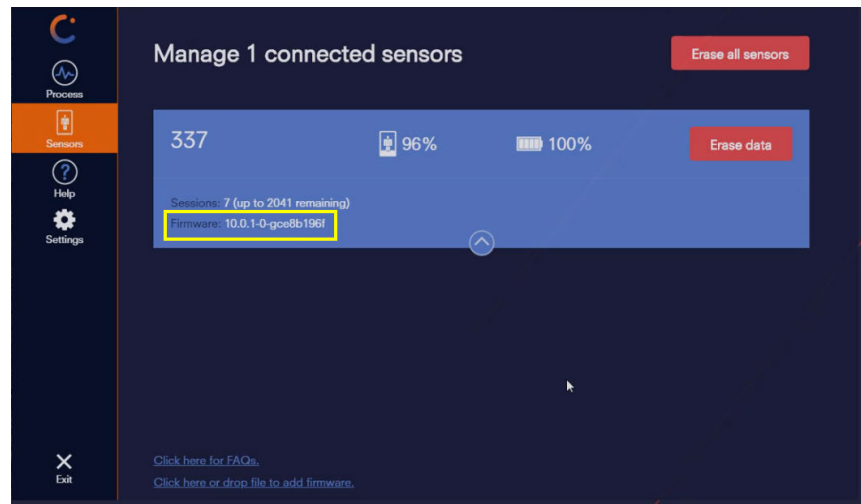 Manage 1 connected sensors
Erase all sensors
Process
Sensors
Help
Settings
337
96%
100%
Erase data
Sessions: 7 (up to 2041 remaining)
Firmware: 10.0.1-0-gce8b196f
Exit
Click here for FAQs.
Click here or drop file to add firmware.